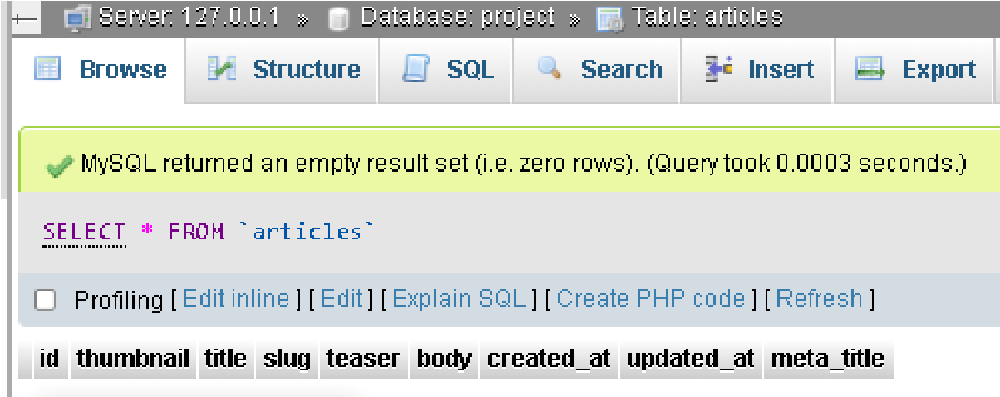 ← Server: 127.0.0.1 » Database: project » Table: articles
Browse Structure SQL Search Insert Export
MySQL returned an empty result set (i.e. zero rows). (Query took 0.0003 seconds.)
SELECT * FROM `articles`
Profiling [ Edit inline ] [ Edit ] [ Explain SQL ] [ Create PHP code ] [ Refresh ]
id thumbnail title slug teaser body created_at updated_at meta_title